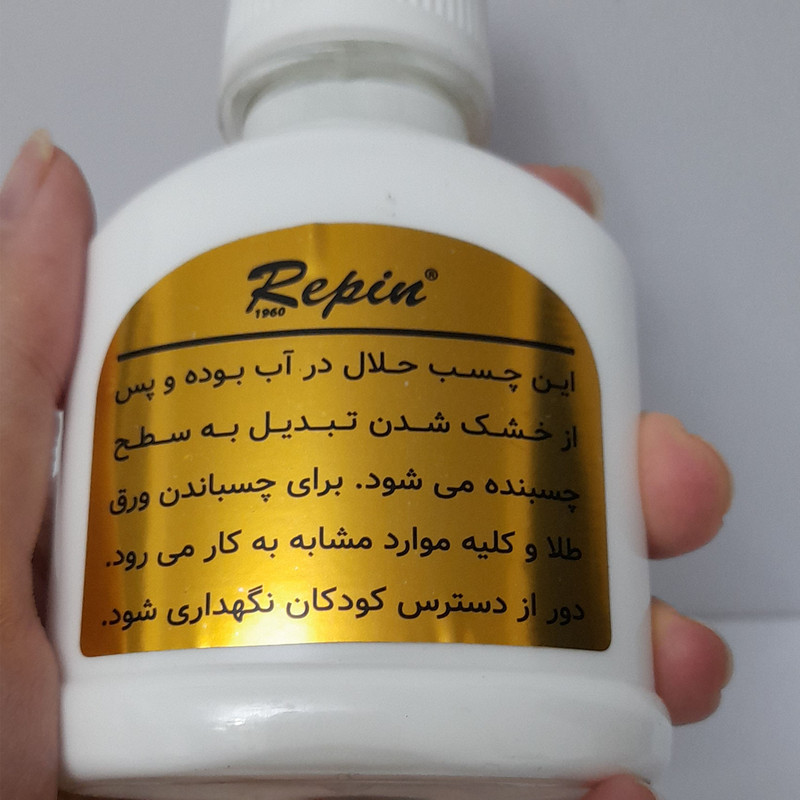 Repin®
1960
این چسب حلال در آب بوده و پس
از خشک شدن تبدیل به سطح
چسبنده می شود. برای چسباندن ورق
طلا و کلیه موارد مشابه به کار می رود.
دور از دسترس کودکان نگهداری شود.